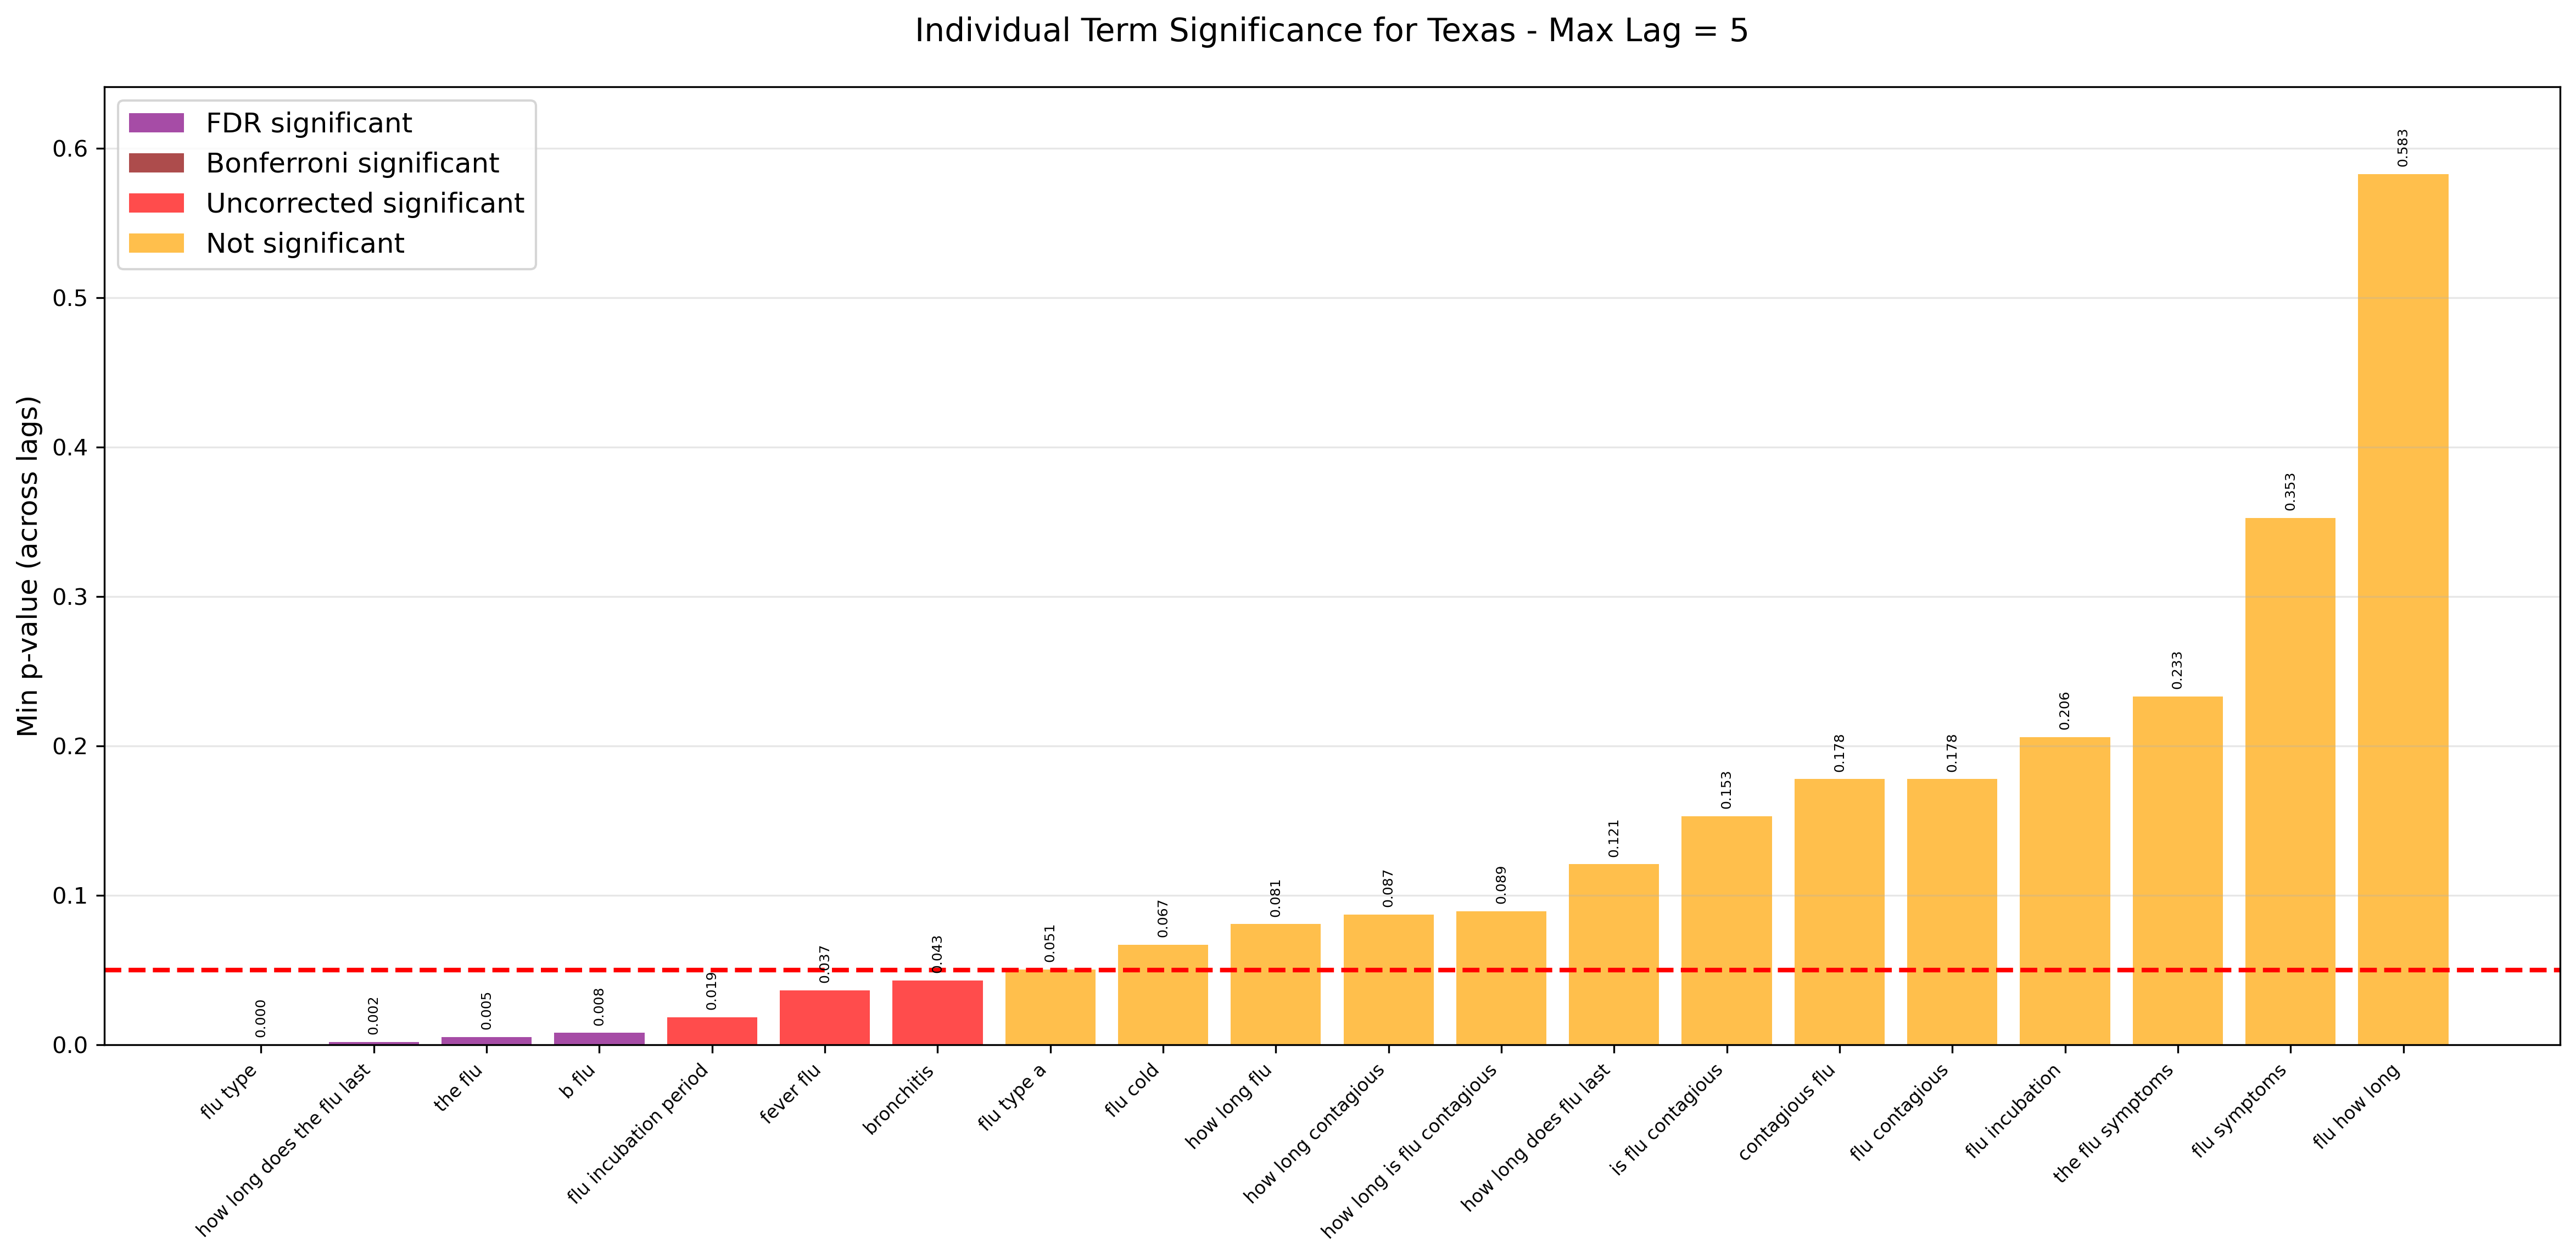 Individual Term Significance for Texas - Max Lag = 5
FDR significant
Bonferroni significant
Uncorrected significant
Not significant
Min p-value (across lags)
0.6
0.5
0.4
0.3
0.2
0.1
0.0
0.000
0.002
0.005
0.008
0.019
0.037
0.043
0.051
0.067
0.081
0.087
0.089
0.121
0.153
0.178
0.178
0.206
0.233
0.353
0.583
flu type
how long does the flu last
the flu
b flu
flu incubation period
fever flu
bronchitis
flu type a
flu cold
how long flu
how long contagious
how long is flu contagious
how long does flu last
is flu contagious
contagious flu
flu contagious
flu incubation
the flu symptoms
flu symptoms
flu how long